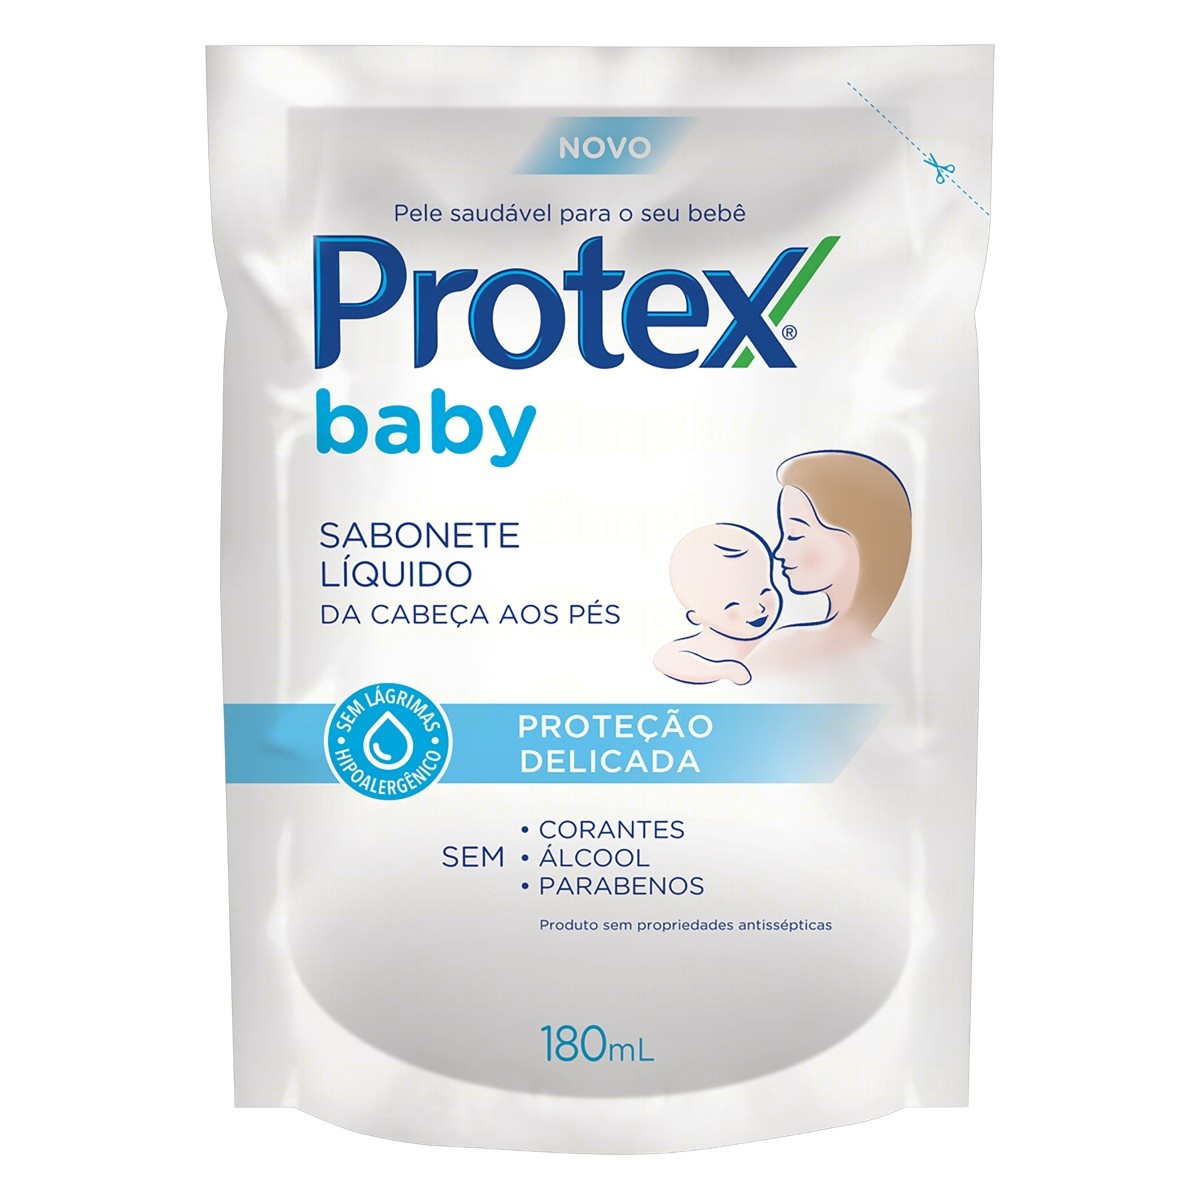 NOVO
Pele saudável para o seu bebê
Protex®
baby
SABONETE
LÍQUIDO
DA CABEÇA AOS PÉS
• SEM LÁGRIMAS •
HIPOALERGÊNICO
PROTEÇÃO
DELICADA
SEM
• CORANTES
• ÁLCOOL
• PARABENOS
Produto sem propriedades antissépticas
180mL